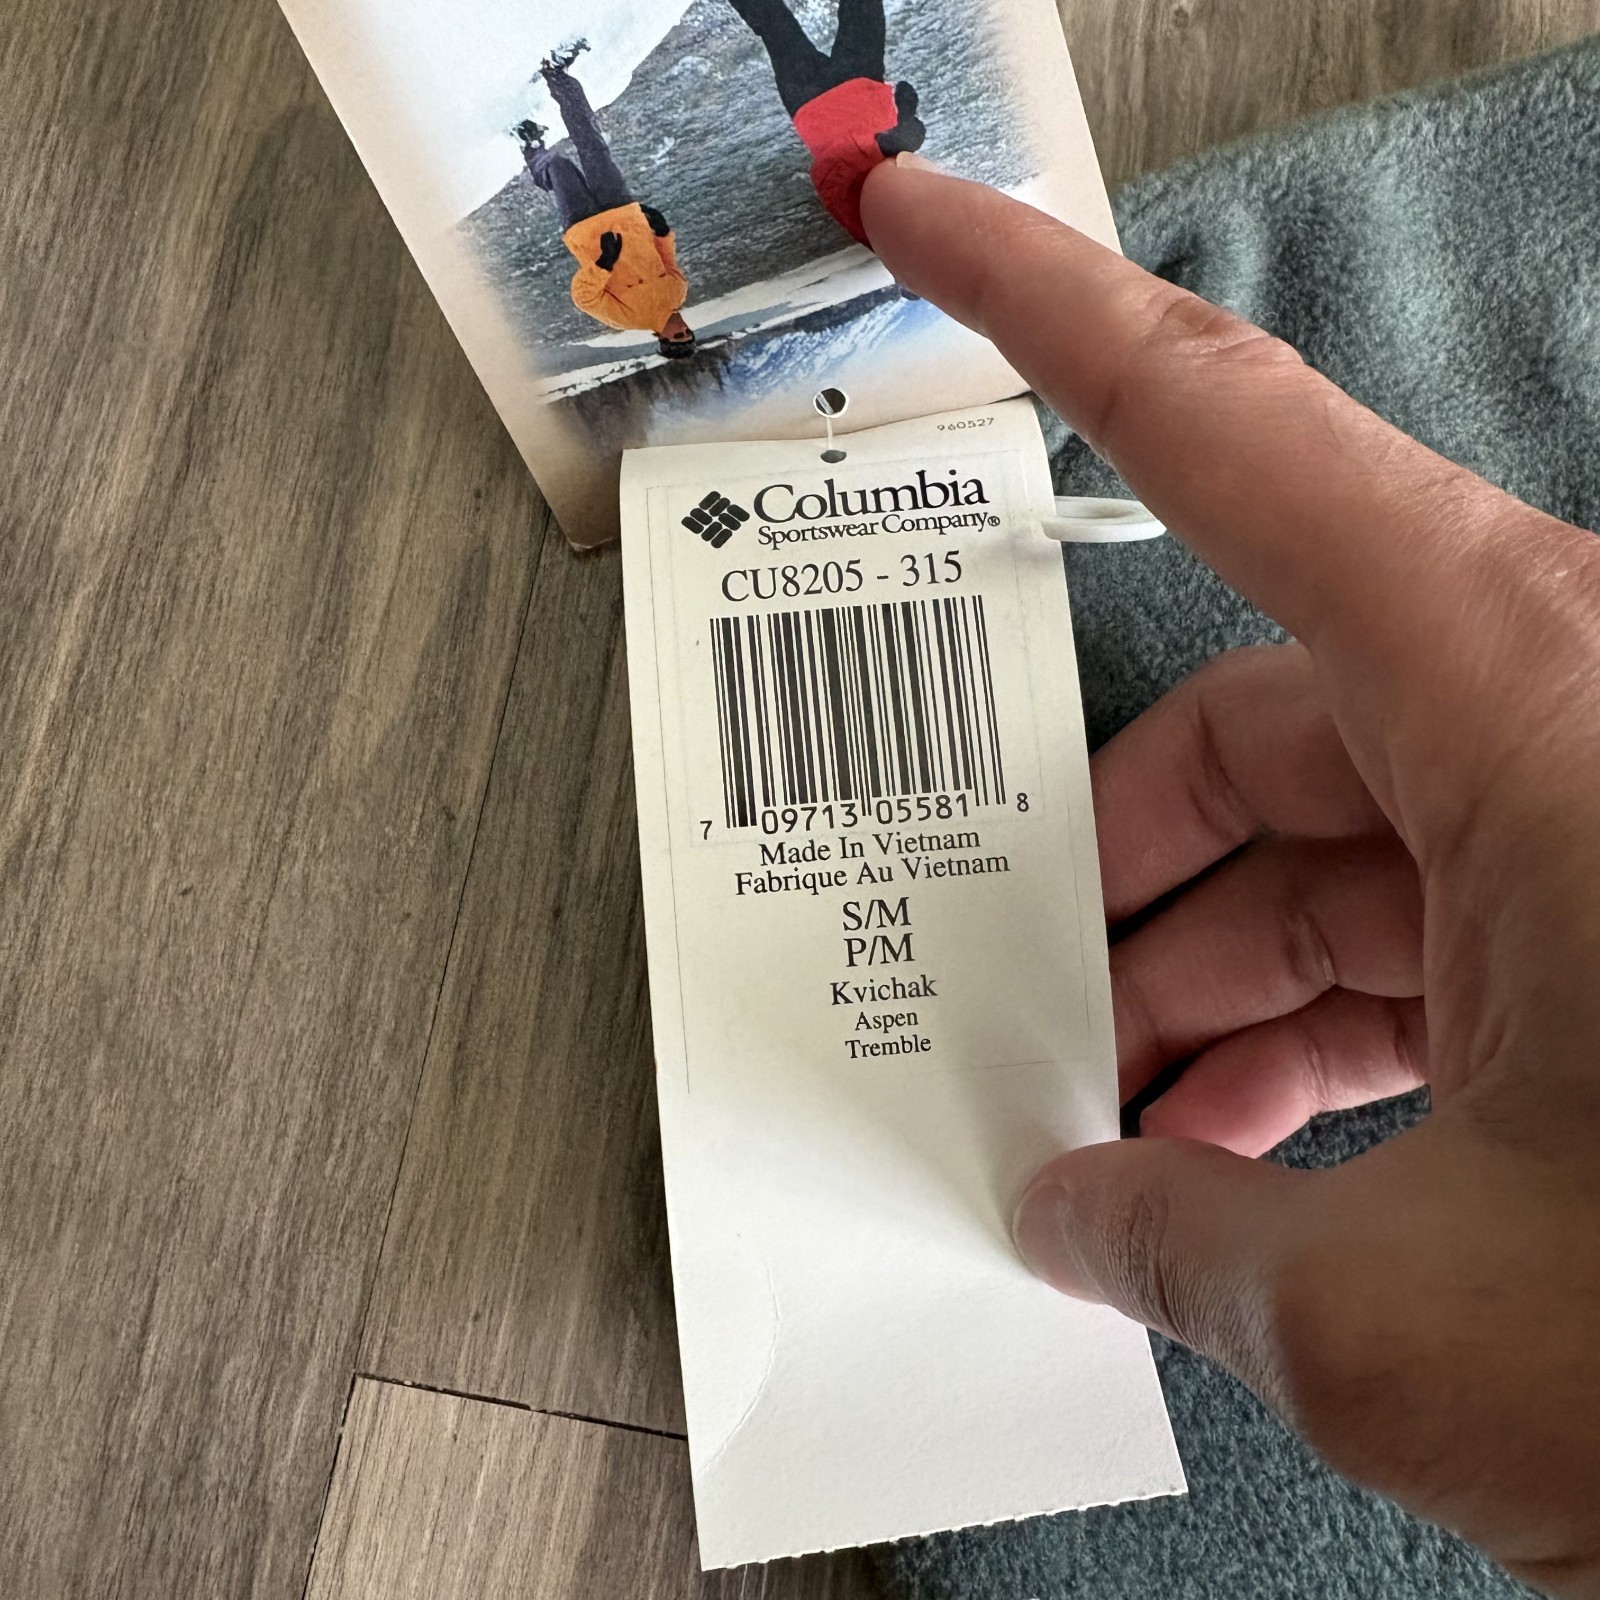 960527
Columbia
Sportswear Company®
CU8205 - 315
7 09713 05581 8
Made In Vietnam
Fabrique Au Vietnam
S/M
P/M
Kvichak
Aspen
Tremble